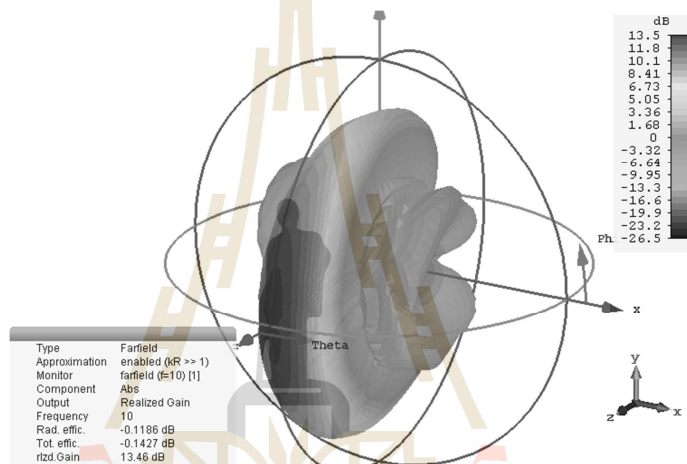 dB
13.5
11.8
10.1
8.41
6.73
5.05
3.36
1.68
0
-3.32
-6.64
-9.95
-13.3
-16.6
-19.9
-23.2
-26.5
Ph
x
Theta
z
y
x
z
Type Farfield
Approximation enabled (kR >> 1)
Monitor farfield (f=10) [1]
Component Abs
Output Realized Gain
Frequency 10
Rad. effic. -0.1186 dB
Tot. effic. -0.1427 dB
rlzd.Gain 13.46 dB